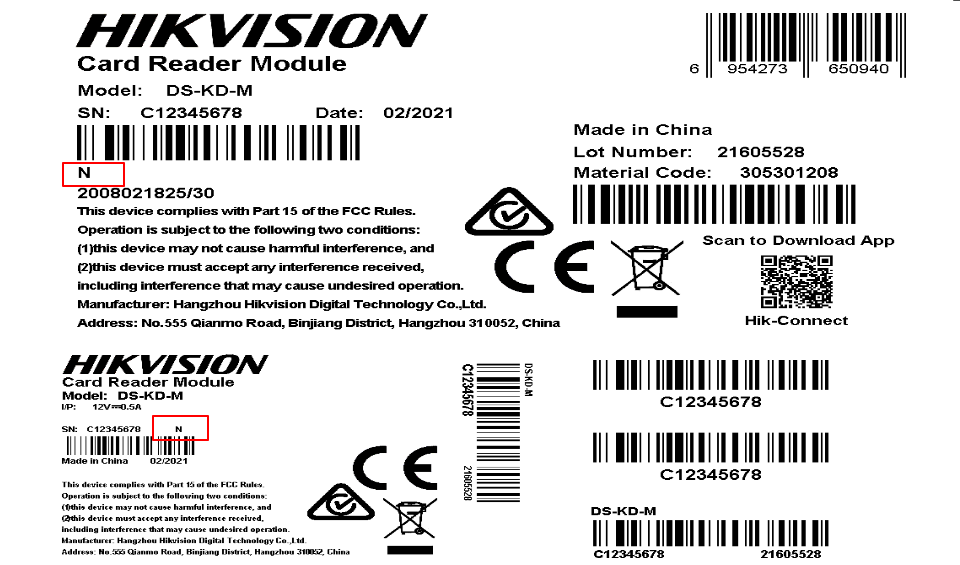 HIKVISION
Card Reader Module
Model: DS-KD-M
SN: C12345678 Date: 02/2021
N
2008021825/30
This device complies with Part 15 of the FCC Rules.
Operation is subject to the following two conditions:
(1)this device may not cause harmful interference, and
(2)this device must accept any interference received,
including interference that may cause undesired operation.
Manufacturer: Hangzhou Hikvision Digital Technology Co.,Ltd.
Address: No.555 Qianmo Road, Binjiang District, Hangzhou 310052, China
6 954273 650940
Made in China
Lot Number: 21605528
Material Code: 305301208
CE
Scan to Download App
Hik-Connect
HIKVISION
Card Reader Module
Model: DS-KD-M
I/P: 12V⎓0.5A
SN: C12345678 N
Made in China 02/2021
This device complies with Part 15 of the FCC Rules.
Operation is subject to the following two conditions:
(1)this device may not cause harmful interference, and
(2)this device must accept any interference received,
including interference that may cause undesired operation.
Manufacturer: Hangzhou Hikvision Digital Technology Co.,Ltd.
Address: No.555 Qianmo Road, Binjiang District, Hangzhou 310052, China
CE
DS-KD-M
C12345678
21605528
C12345678
C12345678
DS-KD-M
C12345678 21605528